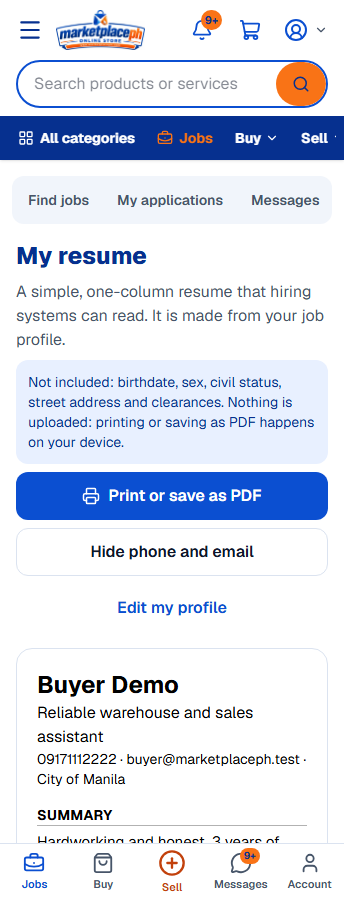 9+
marketplaceph
ONLINE STORE
Search products or services
All categories
Jobs
Buy
Sell
Find jobs
My applications
Messages
My resume
A simple, one-column resume that hiring
systems can read. It is made from your job
profile.
Not included: birthdate, sex, civil status,
street address and clearances. Nothing is
uploaded: printing or saving as PDF happens
on your device.
Print or save as PDF
Hide phone and email
Edit my profile
Buyer Demo
Reliable warehouse and sales
assistant
09171112222 · buyer@marketplaceph.test ·
City of Manila
SUMMARY
Hardworking and honest. 3 years of
9+
Jobs
Buy
Sell
Messages
Account